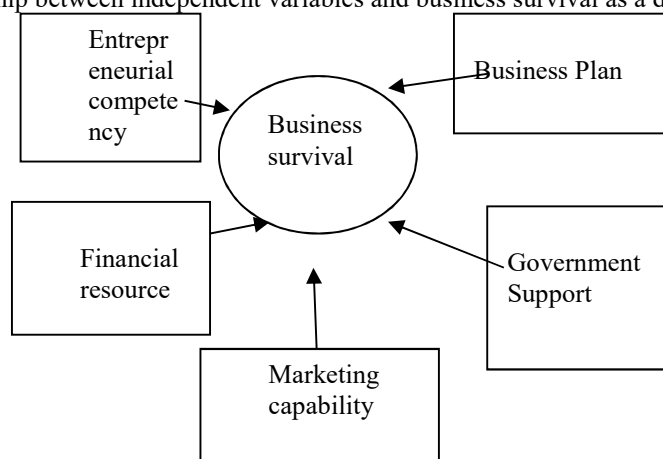 between independent variables and business survival as a
Entrepr
eneurial
compete
ncy
Business Plan
Business
survival
Financial
resource
Government
Support
Marketing
capability